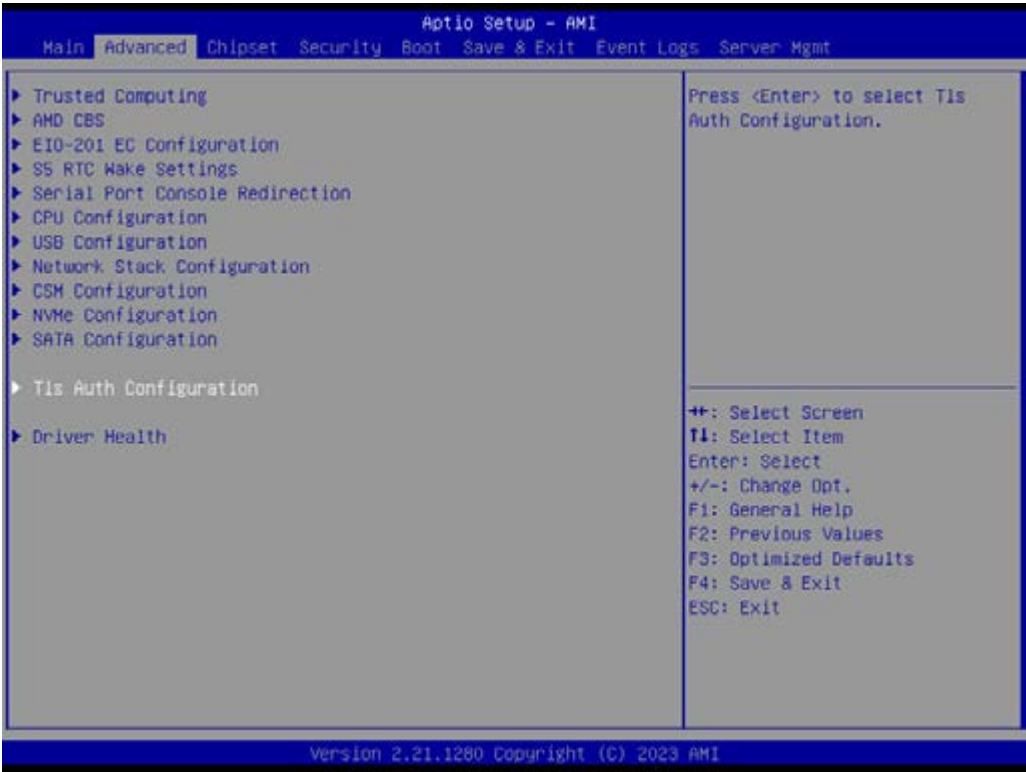 Aptio Setup - AMI
Main Advanced Chipset Security Boot Save & Exit Event Logs Server Mgmt
Trusted Computing
AMD CBS
EIO-201 EC Configuration
S5 RTC Wake Settings
Serial Port Console Redirection
CPU Configuration
USB Configuration
Network Stack Configuration
CSM Configuration
NVMe Configuration
SATA Configuration
Tls Auth Configuration
Driver Health
Press <Enter> to select Tls
Auth Configuration.
→←: Select Screen
↑↓: Select Item
Enter: Select
+/-: Change Opt.
F1: General Help
F2: Previous Values
F3: Optimized Defaults
F4: Save & Exit
ESC: Exit
Version 2.21.1280 Copyright (C) 2023 AMI